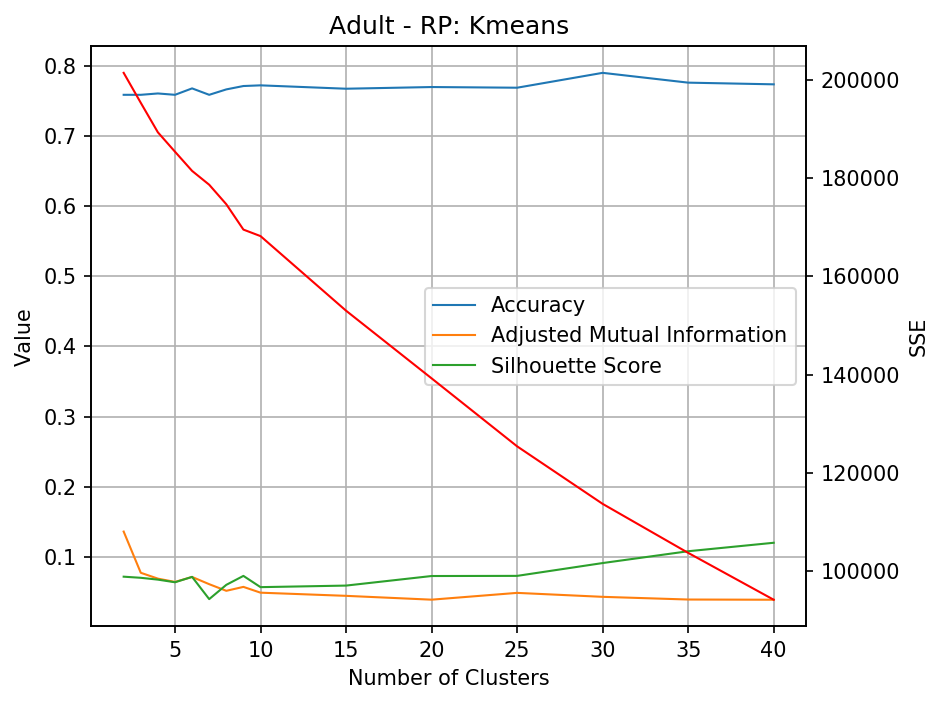 Adult - RP: Kmeans
Value
0.8
0.7
0.6
0.5
0.4
0.3
0.2
0.1
Accuracy
Adjusted Mutual Information
Silhouette Score
200000
180000
160000
140000
120000
100000
SSE
5 10 15 20 25 30 35 40
Number of Clusters